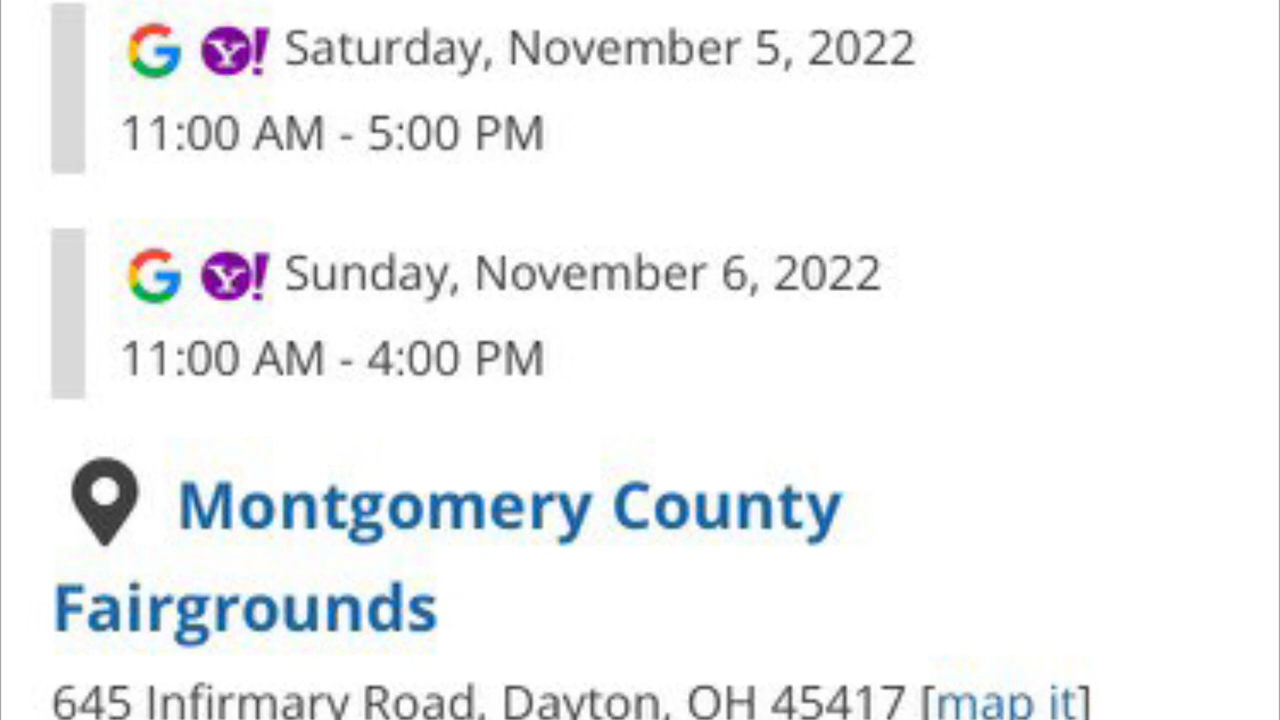 G Y! Saturday, November 5, 2022
11:00 AM - 5:00 PM
G Y! Sunday, November 6, 2022
11:00 AM - 4:00 PM
Montgomery County
Fairgrounds
645 Infirmary Road, Dayton, OH 45417 [map it]